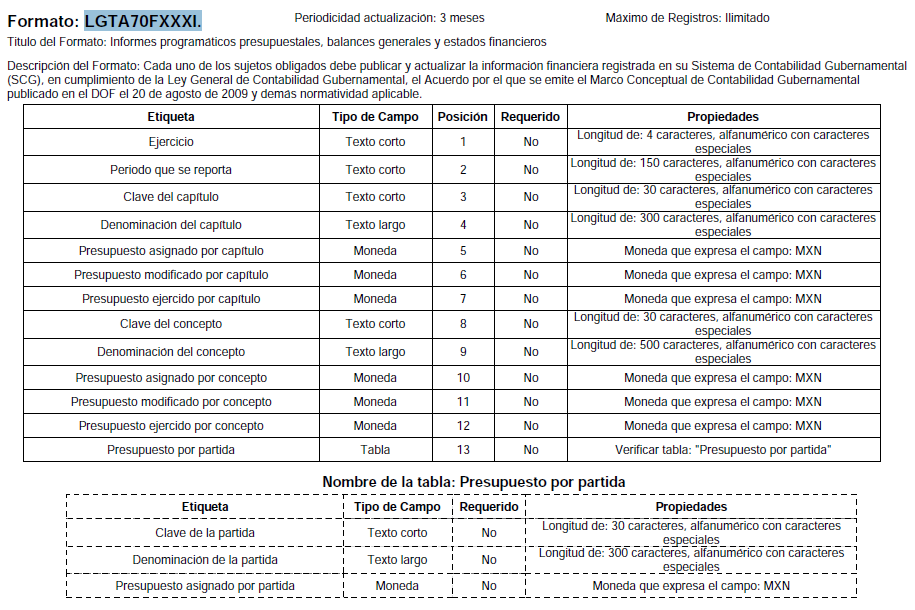 Formato: LGTA70FXXXI. Periodicidad actualización: 3 meses Máximo de Registros: Ilimitado
Titulo del Formato: Informes programáticos presupuestales, balances generales y estados financieros
Descripción del Formato: Cada uno de los sujetos obligados debe publicar y actualizar la información financiera registrada en su Sistema de Contabilidad Gubernamental
(SCG), en cumplimiento de la Ley General de Contabilidad Gubernamental, el Acuerdo por el que se emite el Marco Conceptual de Contabilidad Gubernamental
publicado en el DOF el 20 de agosto de 2009 y demás normatividad aplicable.
Etiqueta Tipo de Campo Posición Requerido Propiedades
Ejercicio Texto corto 1 No Longitud de: 4 caracteres, alfanumérico con caracteres
especiales
Periodo que se reporta Texto corto 2 No Longitud de: 150 caracteres, alfanumérico con caracteres
especiales
Clave del capítulo Texto corto 3 No Longitud de: 30 caracteres, alfanumérico con caracteres
especiales
Denominación del capítulo Texto largo 4 No Longitud de: 300 caracteres, alfanumérico con caracteres
especiales
Presupuesto asignado por capítulo Moneda 5 No Moneda que expresa el campo: MXN
Presupuesto modificado por capítulo Moneda 6 No Moneda que expresa el campo: MXN
Presupuesto ejercido por capítulo Moneda 7 No Moneda que expresa el campo: MXN
Clave del concepto Texto corto 8 No Longitud de: 30 caracteres, alfanumérico con caracteres
especiales
Denominación del concepto Texto largo 9 No Longitud de: 500 caracteres, alfanumérico con caracteres
especiales
Presupuesto asignado por concepto Moneda 10 No Moneda que expresa el campo: MXN
Presupuesto modificado por concepto Moneda 11 No Moneda que expresa el campo: MXN
Presupuesto ejercido por concepto Moneda 12 No Moneda que expresa el campo: MXN
Presupuesto por partida Tabla 13 No Verificar tabla: "Presupuesto por partida"
Nombre de la tabla: Presupuesto por partida
Etiqueta Tipo de Campo Requerido Propiedades
Clave de la partida Texto corto No Longitud de: 30 caracteres, alfanumérico con caracteres
especiales
Denominación de la partida Texto largo No Longitud de: 300 caracteres, alfanumérico con caracteres
especiales
Presupuesto asignado por partida Moneda No Moneda que expresa el campo: MXN